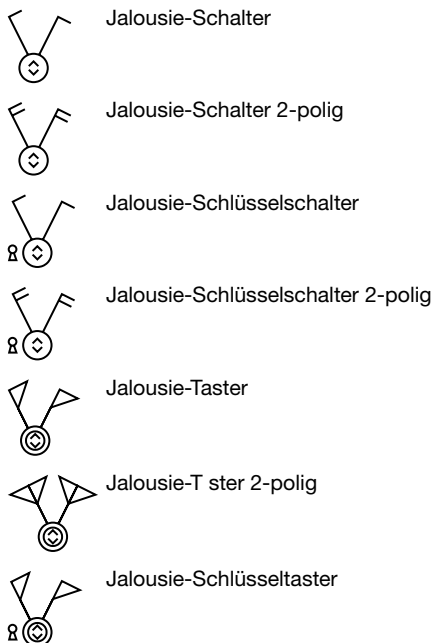 Jalousie-Schalter
Jalousie-Schalter 2-polig
Jalousie-Schlüsselschalter
Jalousie-Schlüsselschalter 2-polig
Jalousie-Taster
Jalousie-T ster 2-polig
Jalousie-Schlüsseltaster